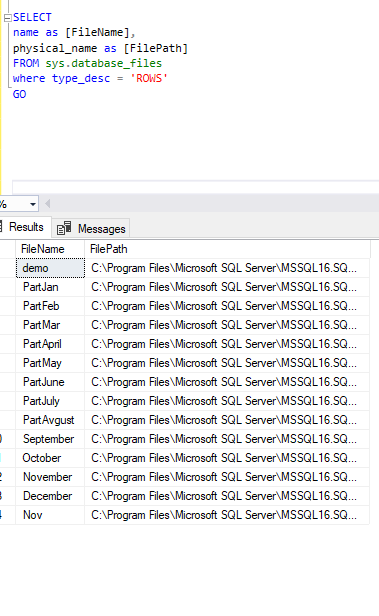 SELECT
name as [FileName],
physical_name as [FilePath]
FROM sys.database_files
where type_desc = 'ROWS'
GO
%
Results Messages
FileName FilePath
demo C:\Program Files\Microsoft SQL Server\MSSQL16.SQ...
PartJan C:\Program Files\Microsoft SQL Server\MSSQL16.SQ...
PartFeb C:\Program Files\Microsoft SQL Server\MSSQL16.SQ...
PartMar C:\Program Files\Microsoft SQL Server\MSSQL16.SQ...
PartApril C:\Program Files\Microsoft SQL Server\MSSQL16.SQ...
PartMay C:\Program Files\Microsoft SQL Server\MSSQL16.SQ...
PartJune C:\Program Files\Microsoft SQL Server\MSSQL16.SQ...
PartJuly C:\Program Files\Microsoft SQL Server\MSSQL16.SQ...
PartAvgust C:\Program Files\Microsoft SQL Server\MSSQL16.SQ...
September C:\Program Files\Microsoft SQL Server\MSSQL16.SQ...
October C:\Program Files\Microsoft SQL Server\MSSQL16.SQ...
November C:\Program Files\Microsoft SQL Server\MSSQL16.SQ...
December C:\Program Files\Microsoft SQL Server\MSSQL16.SQ...
Nov C:\Program Files\Microsoft SQL Server\MSSQL16.SQ...